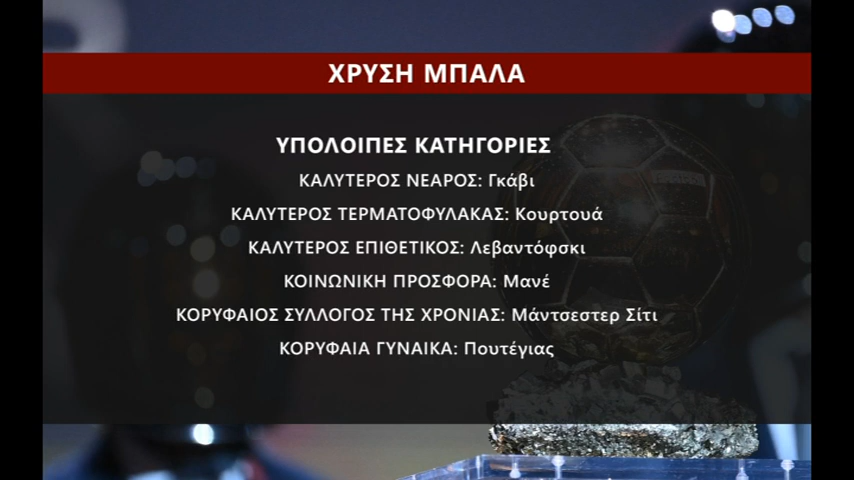 ΧΡΥΣΗ ΜΠΑΛΑ
ΥΠΟΛΟΙΠΕΣ ΚΑΤΗΓΟΡΙΕΣ
ΚΑΛΥΤΕΡΟΣ ΝΕΑΡΟΣ: Γκάβι
ΚΑΛΥΤΕΡΟΣ ΤΕΡΜΑΤΟΦΥΛΑΚΑΣ: Κουρτουά
ΚΑΛΥΤΕΡΟΣ ΕΠΙΘΕΤΙΚΟΣ: Λεβαντόφσκι
ΚΟΙΝΩΝΙΚΗ ΠΡΟΣΦΟΡΑ: Μανέ
ΚΟΡΥΦΑΙΟΣ ΣΥΛΛΟΓΟΣ ΤΗΣ ΧΡΟΝΙΑΣ: Μάντσεστερ Σίτι
ΚΟΡΥΦΑΙΑ ΓΥΝΑΙΚΑ: Πουτέγιας